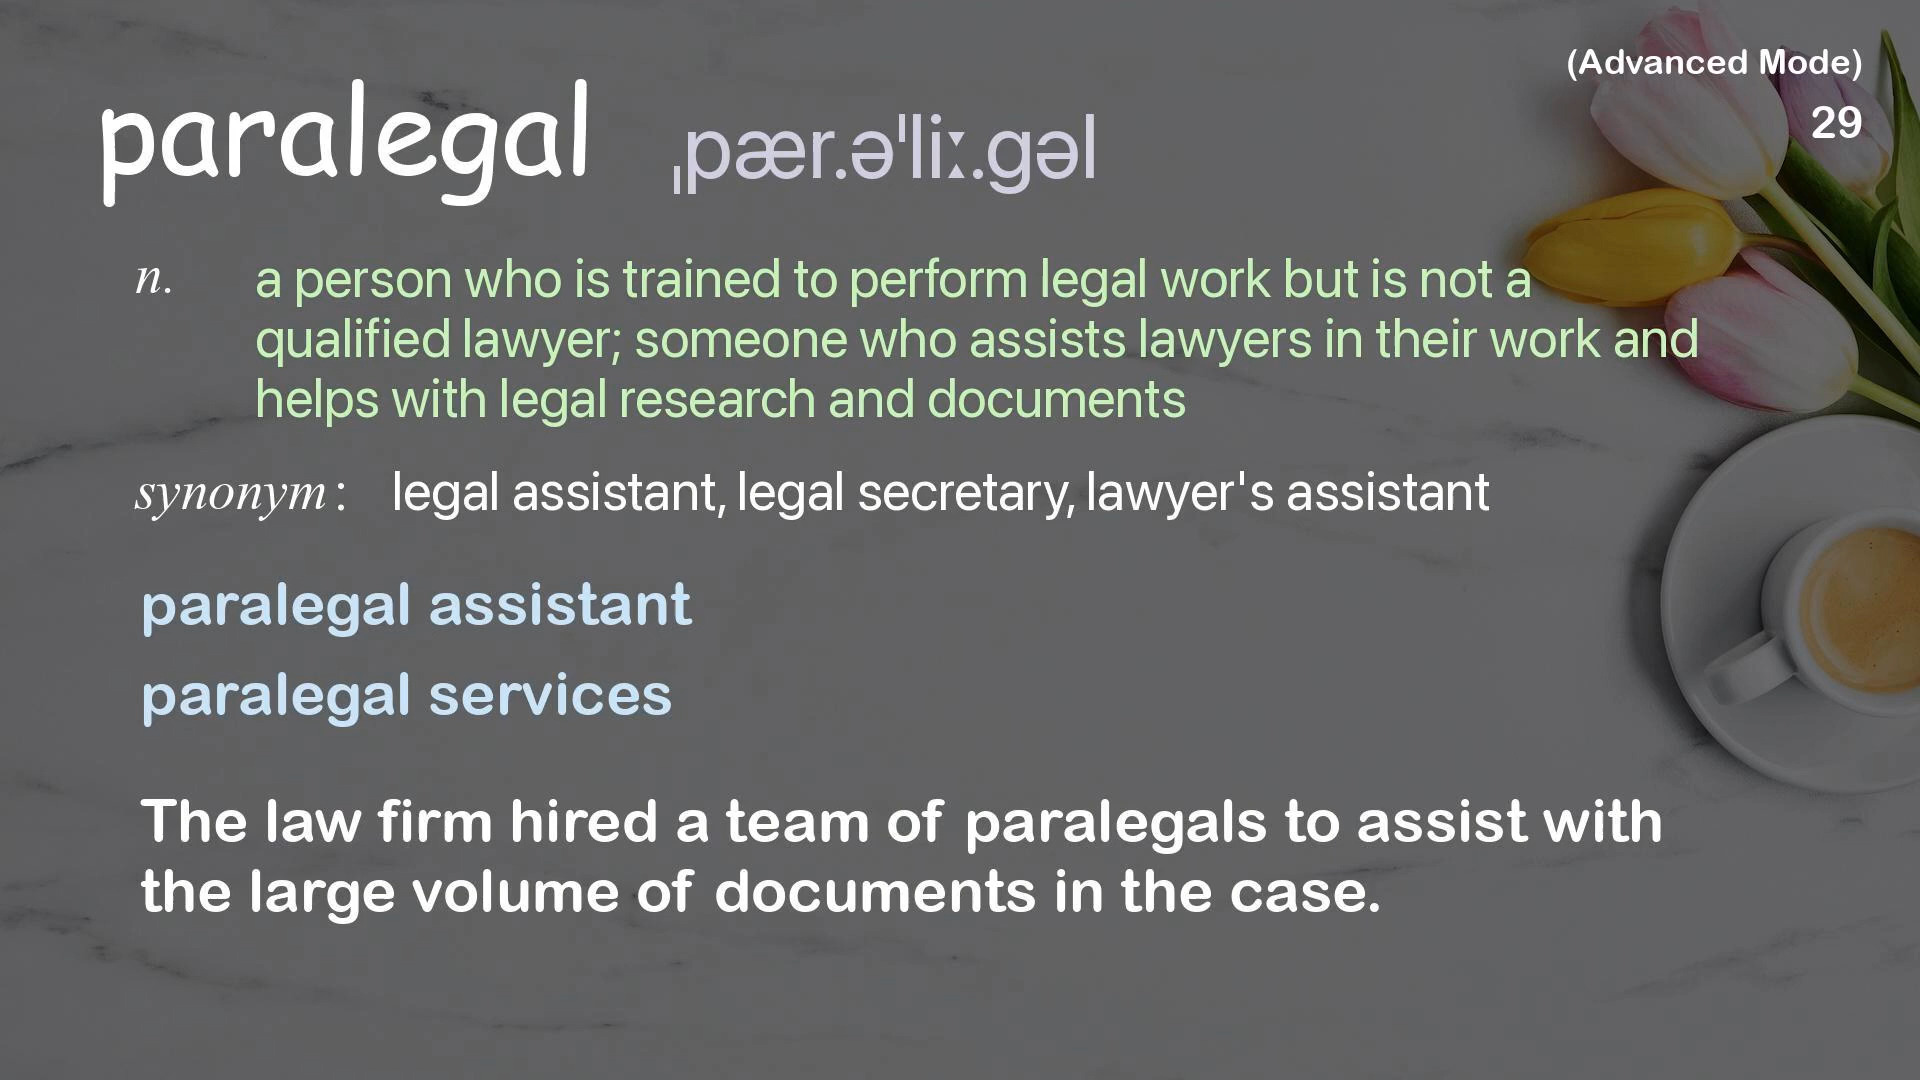 (Advanced Mode)
29
paralegal ˌpær.əˈliː.gəl
n. a person who is trained to perform legal work but is not a
qualified lawyer; someone who assists lawyers in their work and
helps with legal research and documents
synonym: legal assistant, legal secretary, lawyer's assistant
paralegal assistant
paralegal services
The law firm hired a team of paralegals to assist with
the large volume of documents in the case.